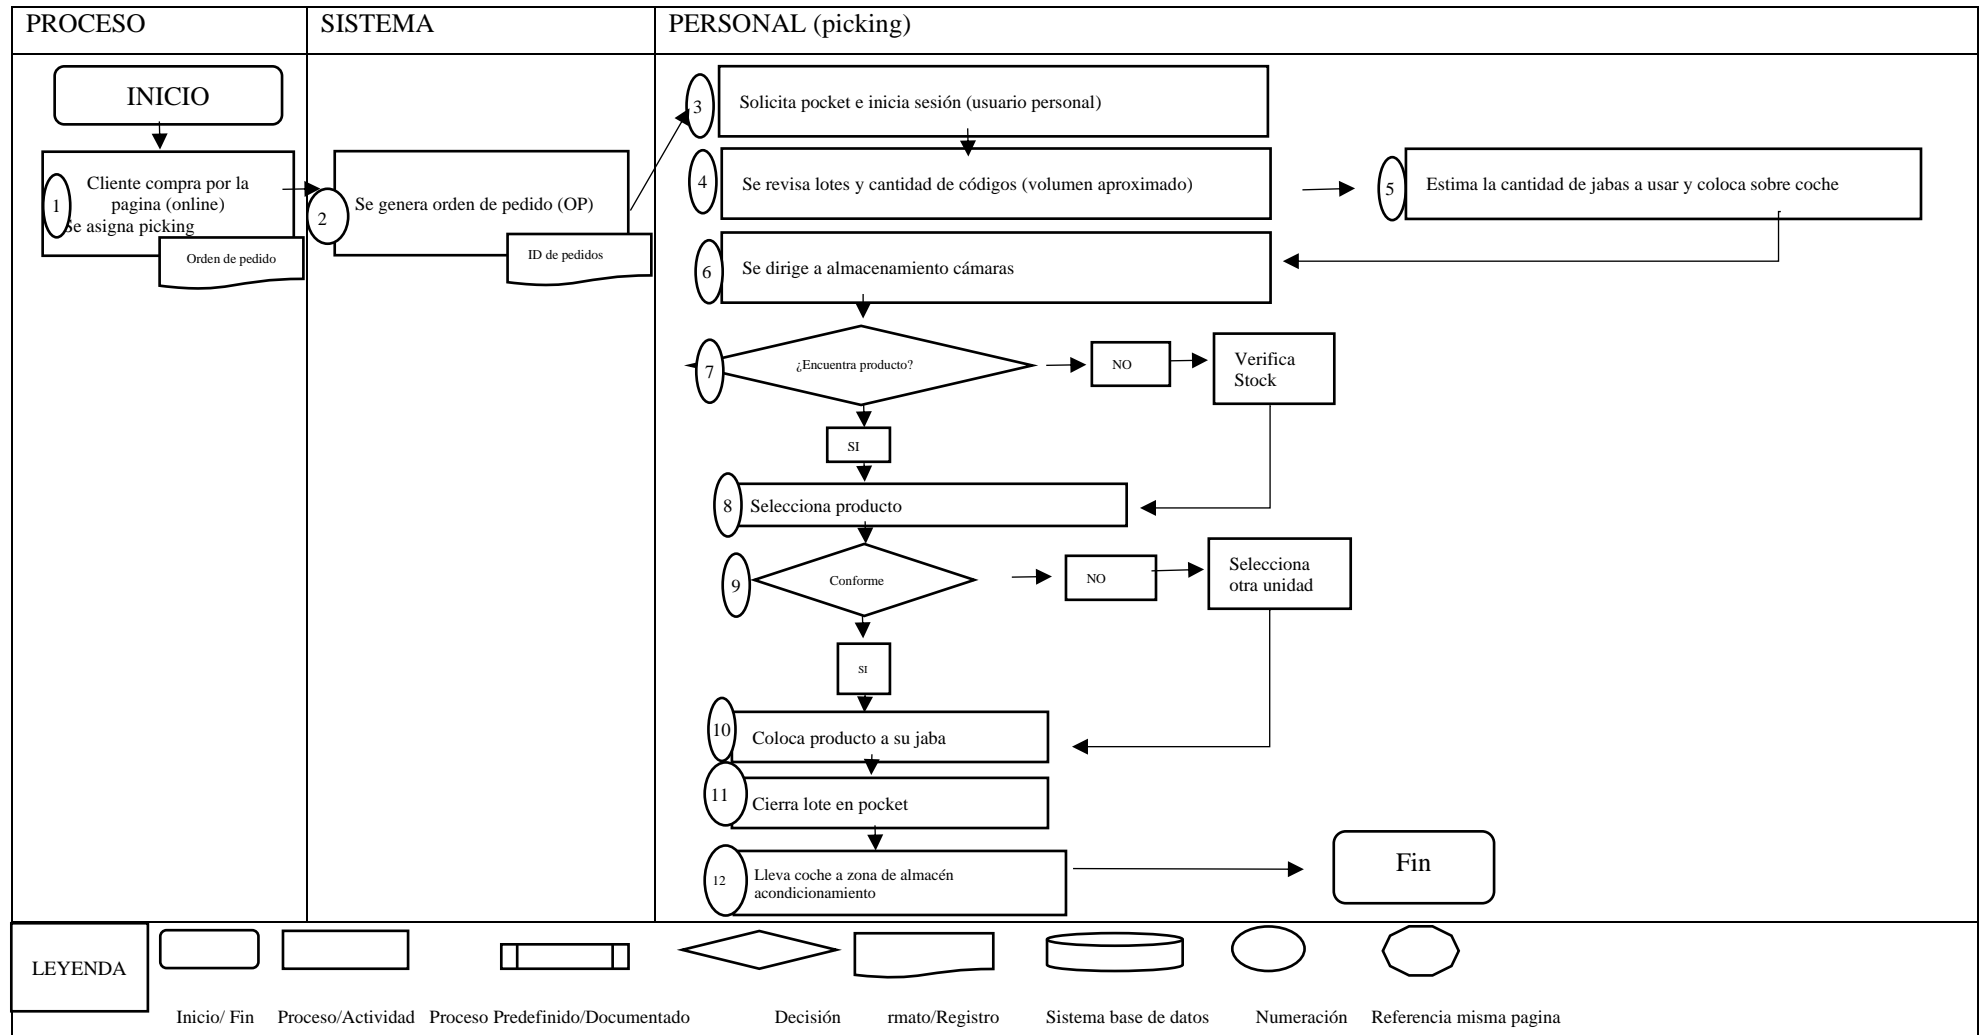 PROCESO
SISTEMA
PERSONAL (picking)
INICIO
1
Cliente compra por la
pagina (online)
Se asigna picking
Orden de pedido
2
Se genera orden de pedido (OP)
ID de pedidos
3
Solicita pocket e inicia sesión (usuario personal)
4
Se revisa lotes y cantidad de códigos (volumen aproximado)
5
Estima la cantidad de jabas a usar y coloca sobre coche
6
Se dirige a almacenamiento cámaras
7
¿Encuentra producto?
NO
Verifica
Stock
SI
8
Selecciona producto
9
Conforme
NO
Selecciona
otra unidad
SI
10
Coloca producto a su jaba
11
Cierra lote en pocket
12
Lleva coche a zona de almacén
acondicionamiento
Fin
LEYENDA
Inicio/ Fin
Proceso/Actividad
Proceso Predefinido/Documentado
Decisión
rmato/Registro
Sistema base de datos
Numeración
Referencia misma pagina